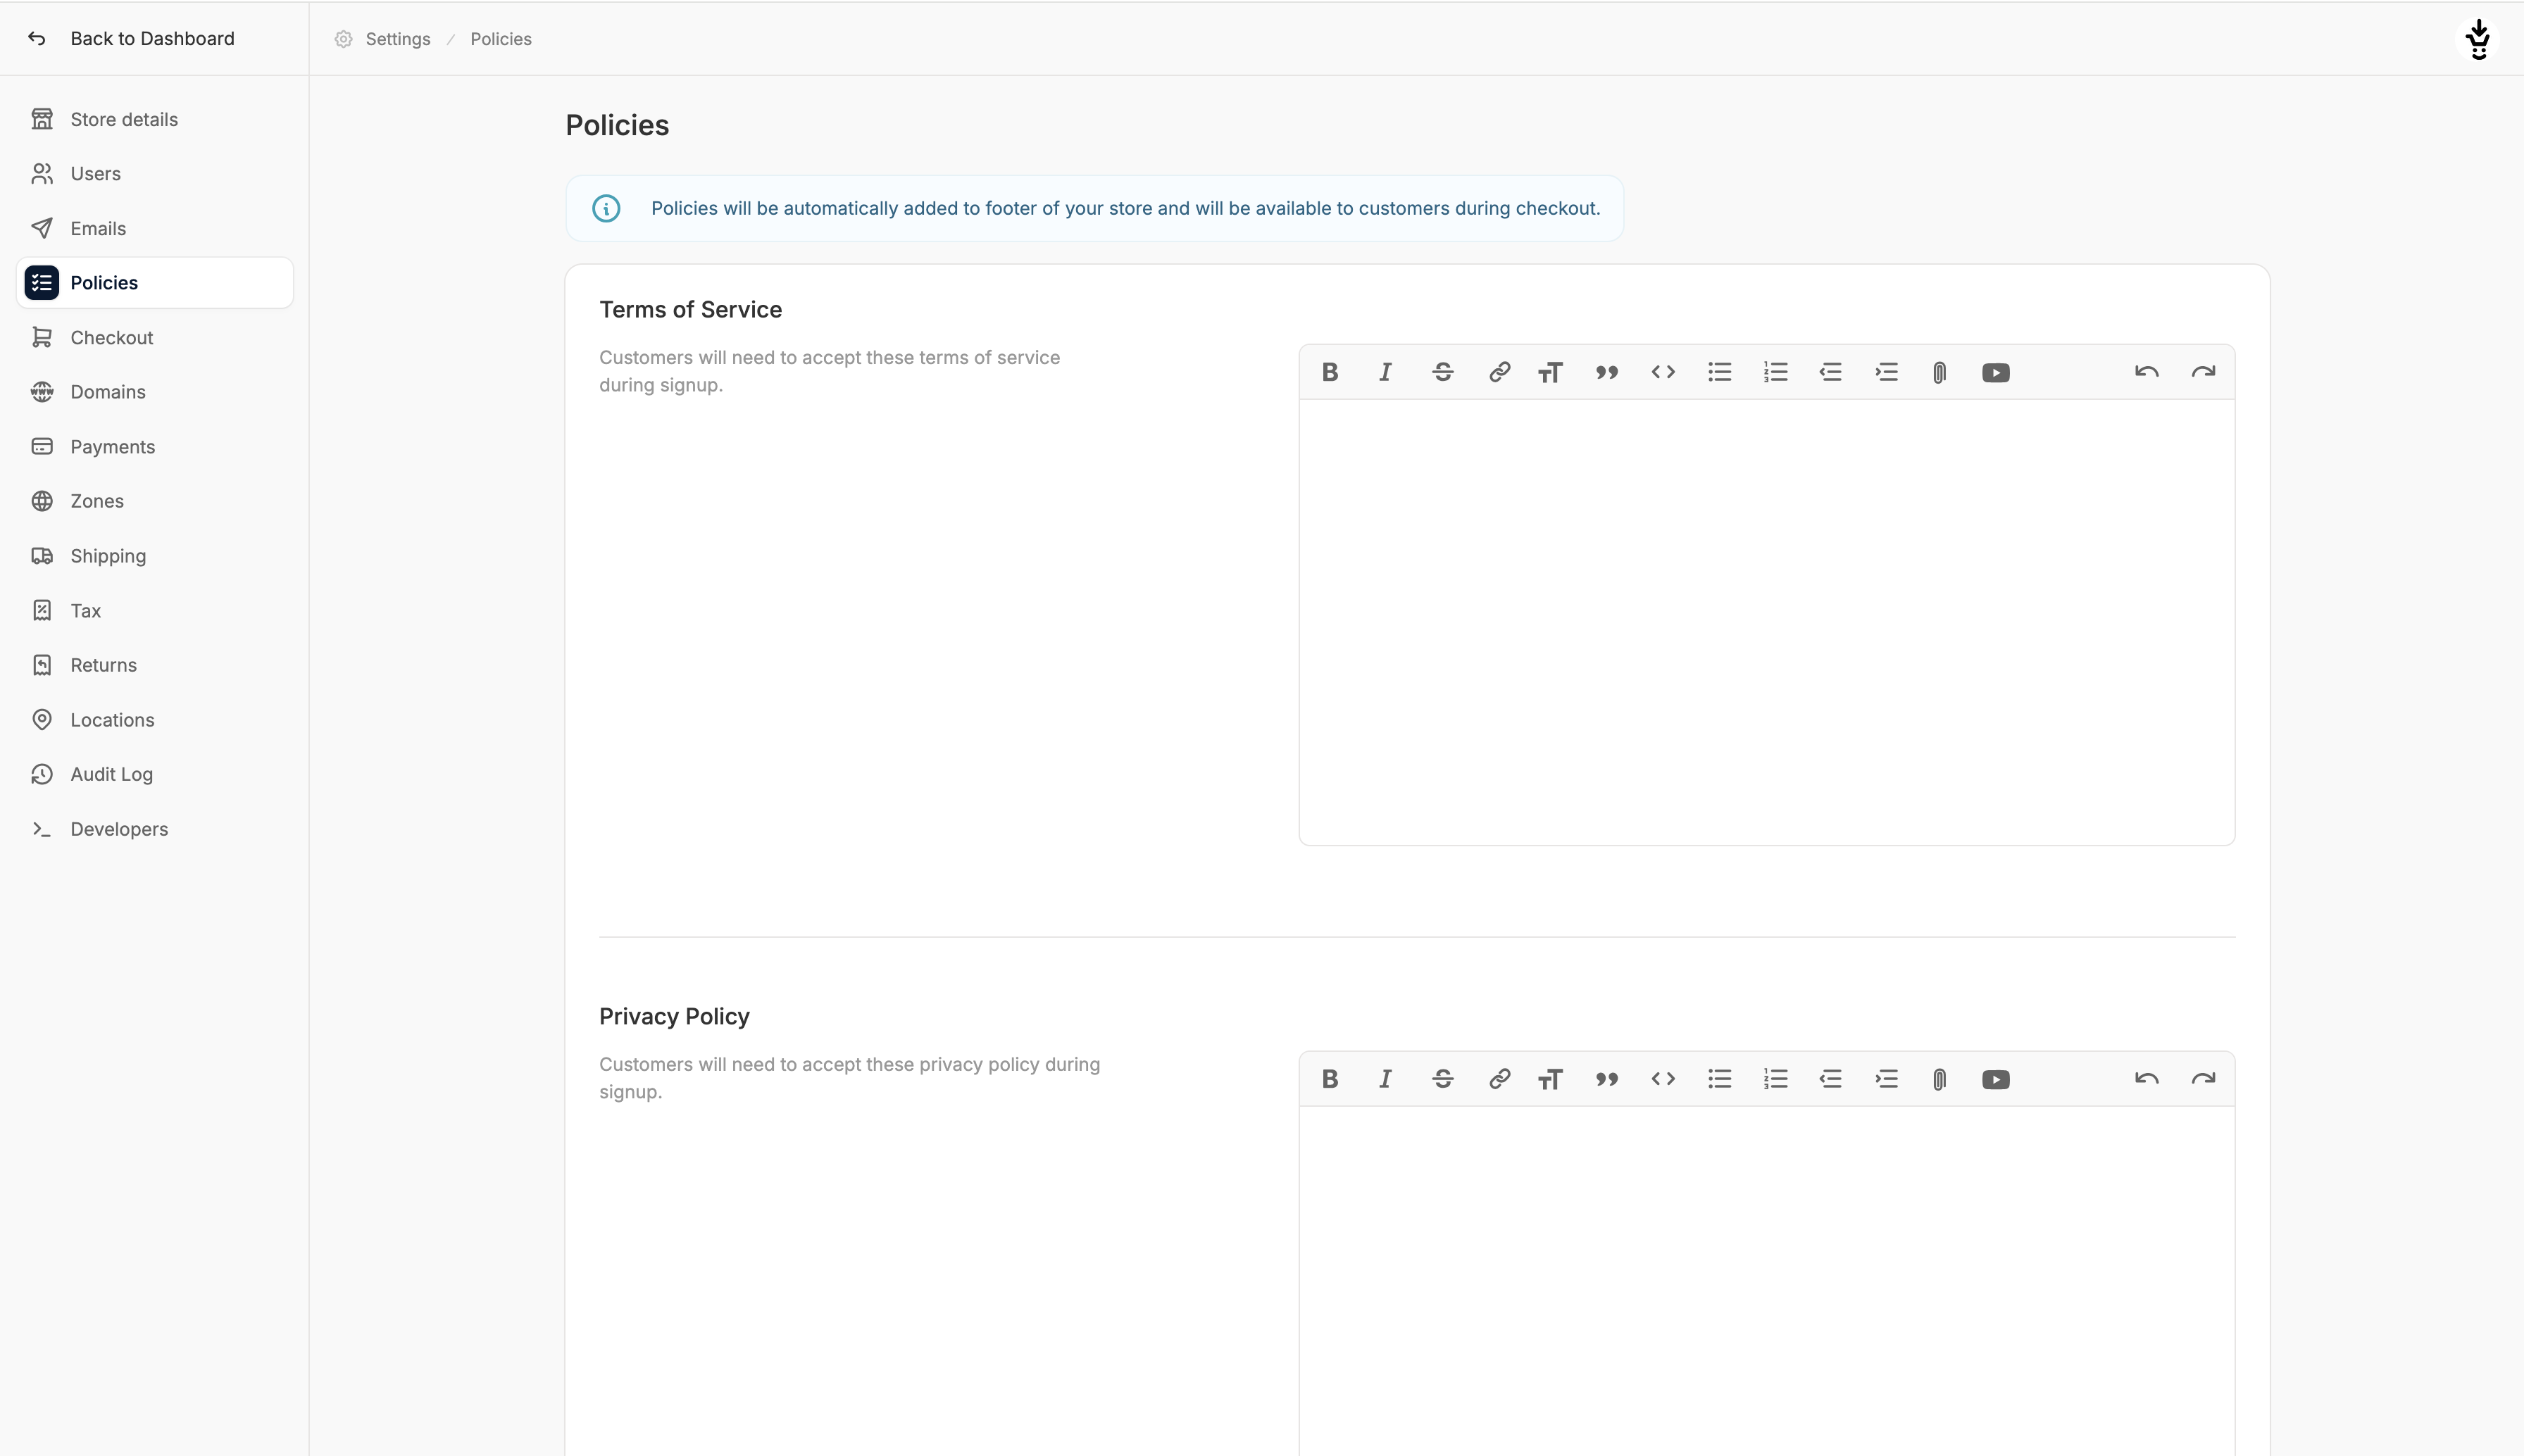 Back to Dashboard
Settings / Policies
Store details
Users
Emails
Policies
Checkout
Domains
Payments
Zones
Shipping
Tax
Returns
Locations
Audit Log
Developers
Policies
Policies will be automatically added to footer of your store and will be available to customers during checkout.
Terms of Service
Customers will need to accept these terms of service
during signup.
Privacy Policy
Customers will need to accept these privacy policy during
signup.